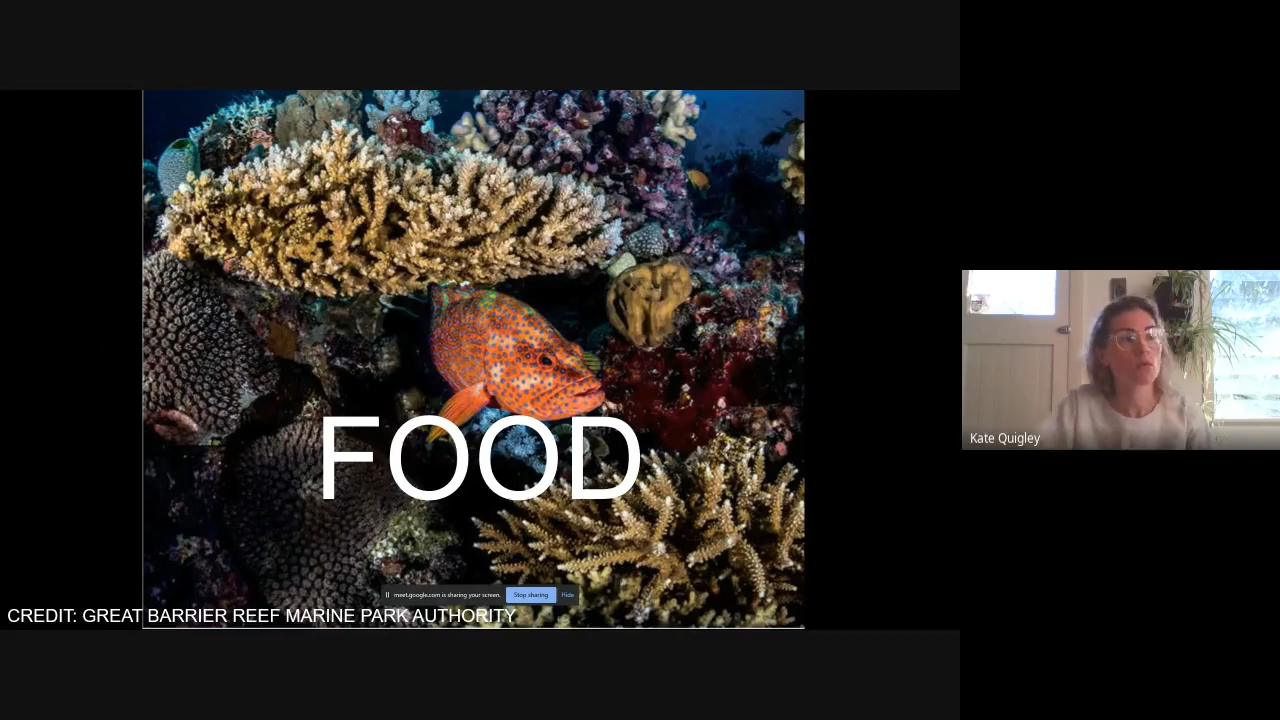 FOOD
meet.google.com is sharing your screen. Stop sharing Hide
CREDIT: GREAT BARRIER REEF MARINE PARK AUTHORITY
Kate Quigley